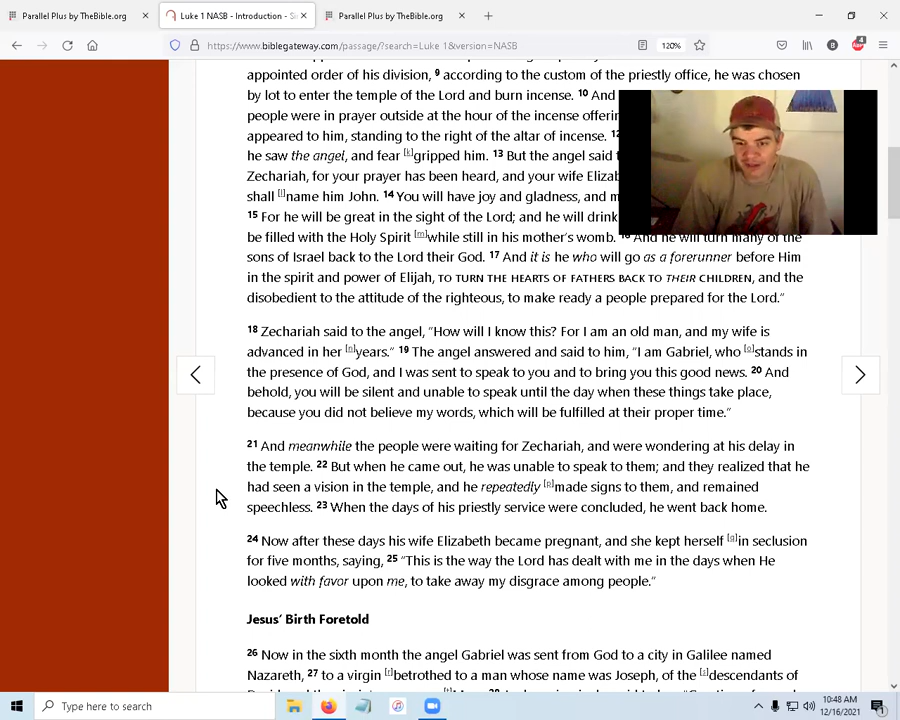 Parallel Plus by TheBible.org
Luke 1 NASB - Introduction - Si
Parallel Plus by TheBible.org
https://www.biblegateway.com/passage/?search=Luke 1&version=NASB
120%
appointed order of his division, 9 according to the custom of the priestly office, he was chosen
by lot to enter the temple of the Lord and burn incense. 10 And
people were in prayer outside at the hour of the incense offeri
appeared to him, standing to the right of the altar of incense. 12
he saw the angel, and fear [k]gripped him. 13 But the angel said t
Zechariah, for your prayer has been heard, and your wife Elizab
shall [l]name him John. 14 You will have joy and gladness, and m
15 For he will be great in the sight of the Lord; and he will drink
be filled with the Holy Spirit [m]while still in his mother's womb. 16 And he will turn many of the
sons of Israel back to the Lord their God. 17 And it is he who will go as a forerunner before Him
in the spirit and power of Elijah, TO TURN THE HEARTS OF FATHERS BACK TO THEIR CHILDREN, and the
disobedient to the attitude of the righteous, to make ready a people prepared for the Lord."
18 Zechariah said to the angel, "How will I know this? For I am an old man, and my wife is
advanced in her [n]years." 19 The angel answered and said to him, "I am Gabriel, who [o]stands in
the presence of God, and I was sent to speak to you and to bring you this good news. 20 And
behold, you will be silent and unable to speak until the day when these things take place,
because you did not believe my words, which will be fulfilled at their proper time."
21 And meanwhile the people were waiting for Zechariah, and were wondering at his delay in
the temple. 22 But when he came out, he was unable to speak to them; and they realized that he
had seen a vision in the temple, and he repeatedly [p]made signs to them, and remained
speechless. 23 When the days of his priestly service were concluded, he went back home.
24 Now after these days his wife Elizabeth became pregnant, and she kept herself [q]in seclusion
for five months, saying, 25 "This is the way the Lord has dealt with me in the days when He
looked with favor upon me, to take away my disgrace among people."
Jesus' Birth Foretold
26 Now in the sixth month the angel Gabriel was sent from God to a city in Galilee named
Nazareth, 27 to a virgin [r]betrothed to a man whose name was Joseph, of the [s]descendants of
Type here to search
10:48 AM
12/16/2021